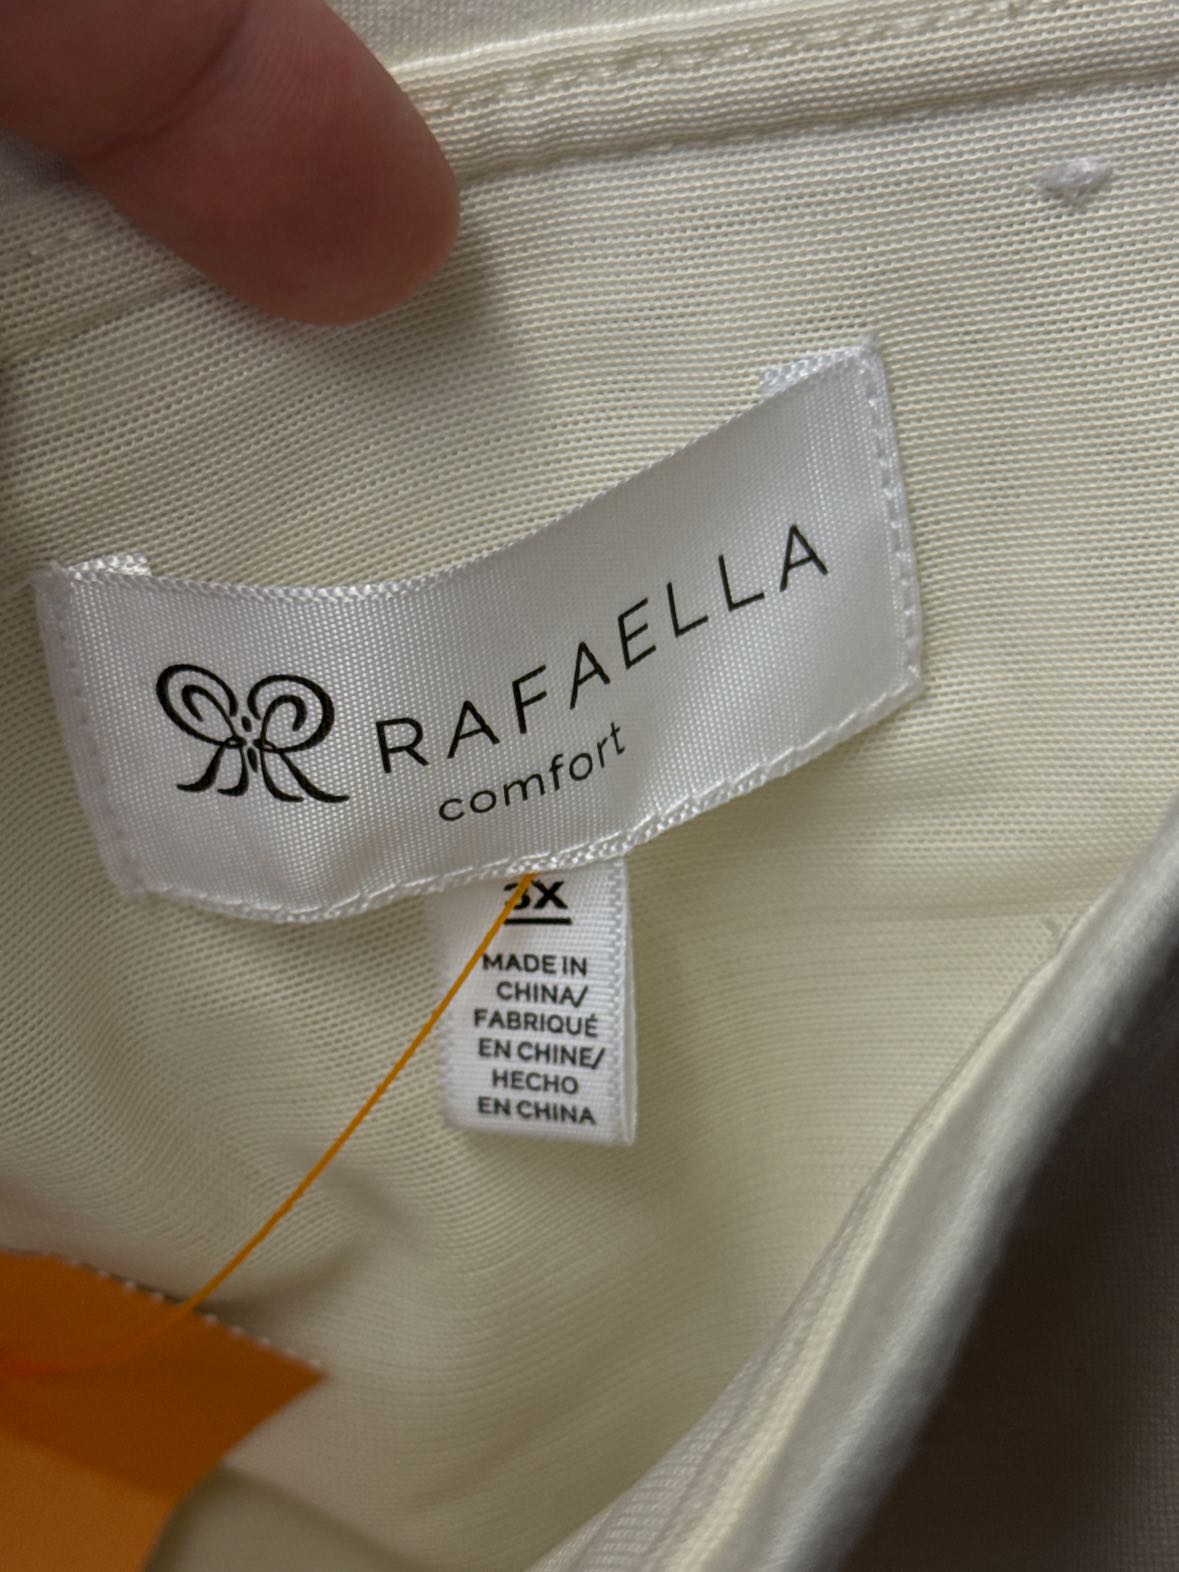 RAFAELLA
comfort
3X
MADE IN
CHINA/
FABRIQUÉ
EN CHINE/
HECHO
EN CHINA